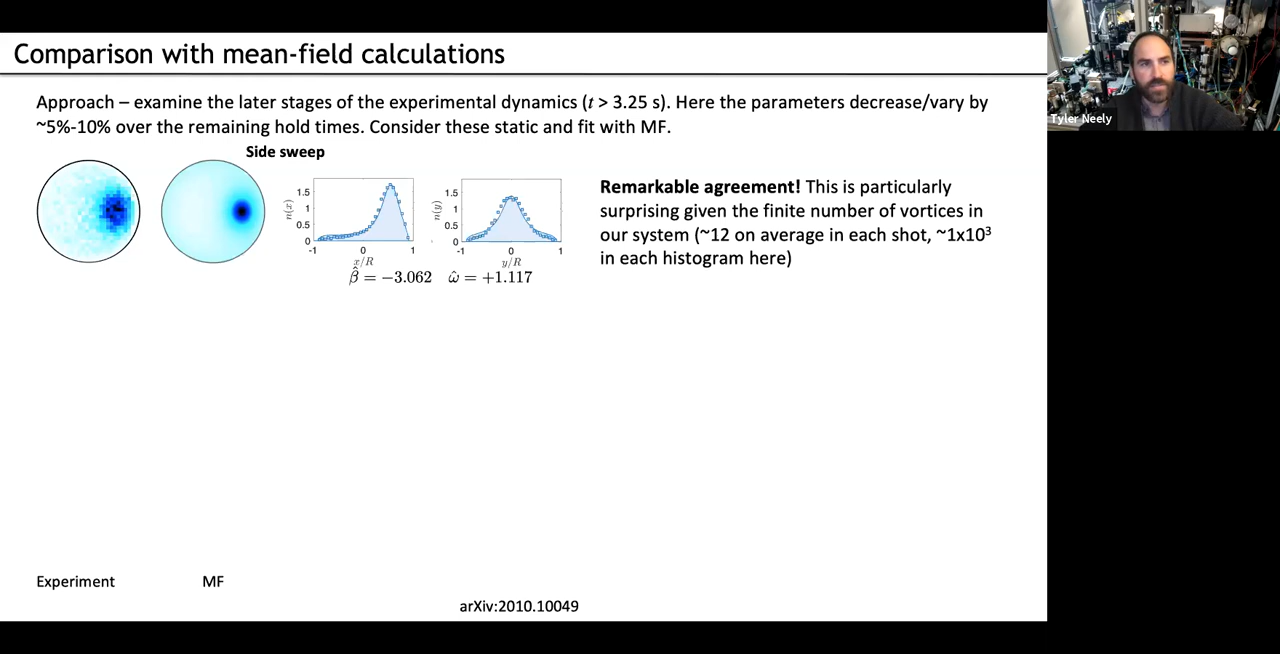 Comparison with mean-field calculations
Tyler Neely
Approach – examine the later stages of the experimental dynamics (t > 3.25 s). Here the parameters decrease/vary by
~5%-10% over the remaining hold times. Consider these static and fit with MF.
Side sweep
1.5
1
0.5
0
n(x)
-1 0 1
x/R
1.5
1
0.5
0
n(y)
-1 0 1
y/R
β̂ = −3.062 ω̂ = +1.117
Remarkable agreement! This is particularly
surprising given the finite number of vortices in
our system (~12 on average in each shot, ~1x10³
in each histogram here)
Experiment MF
arXiv:2010.10049